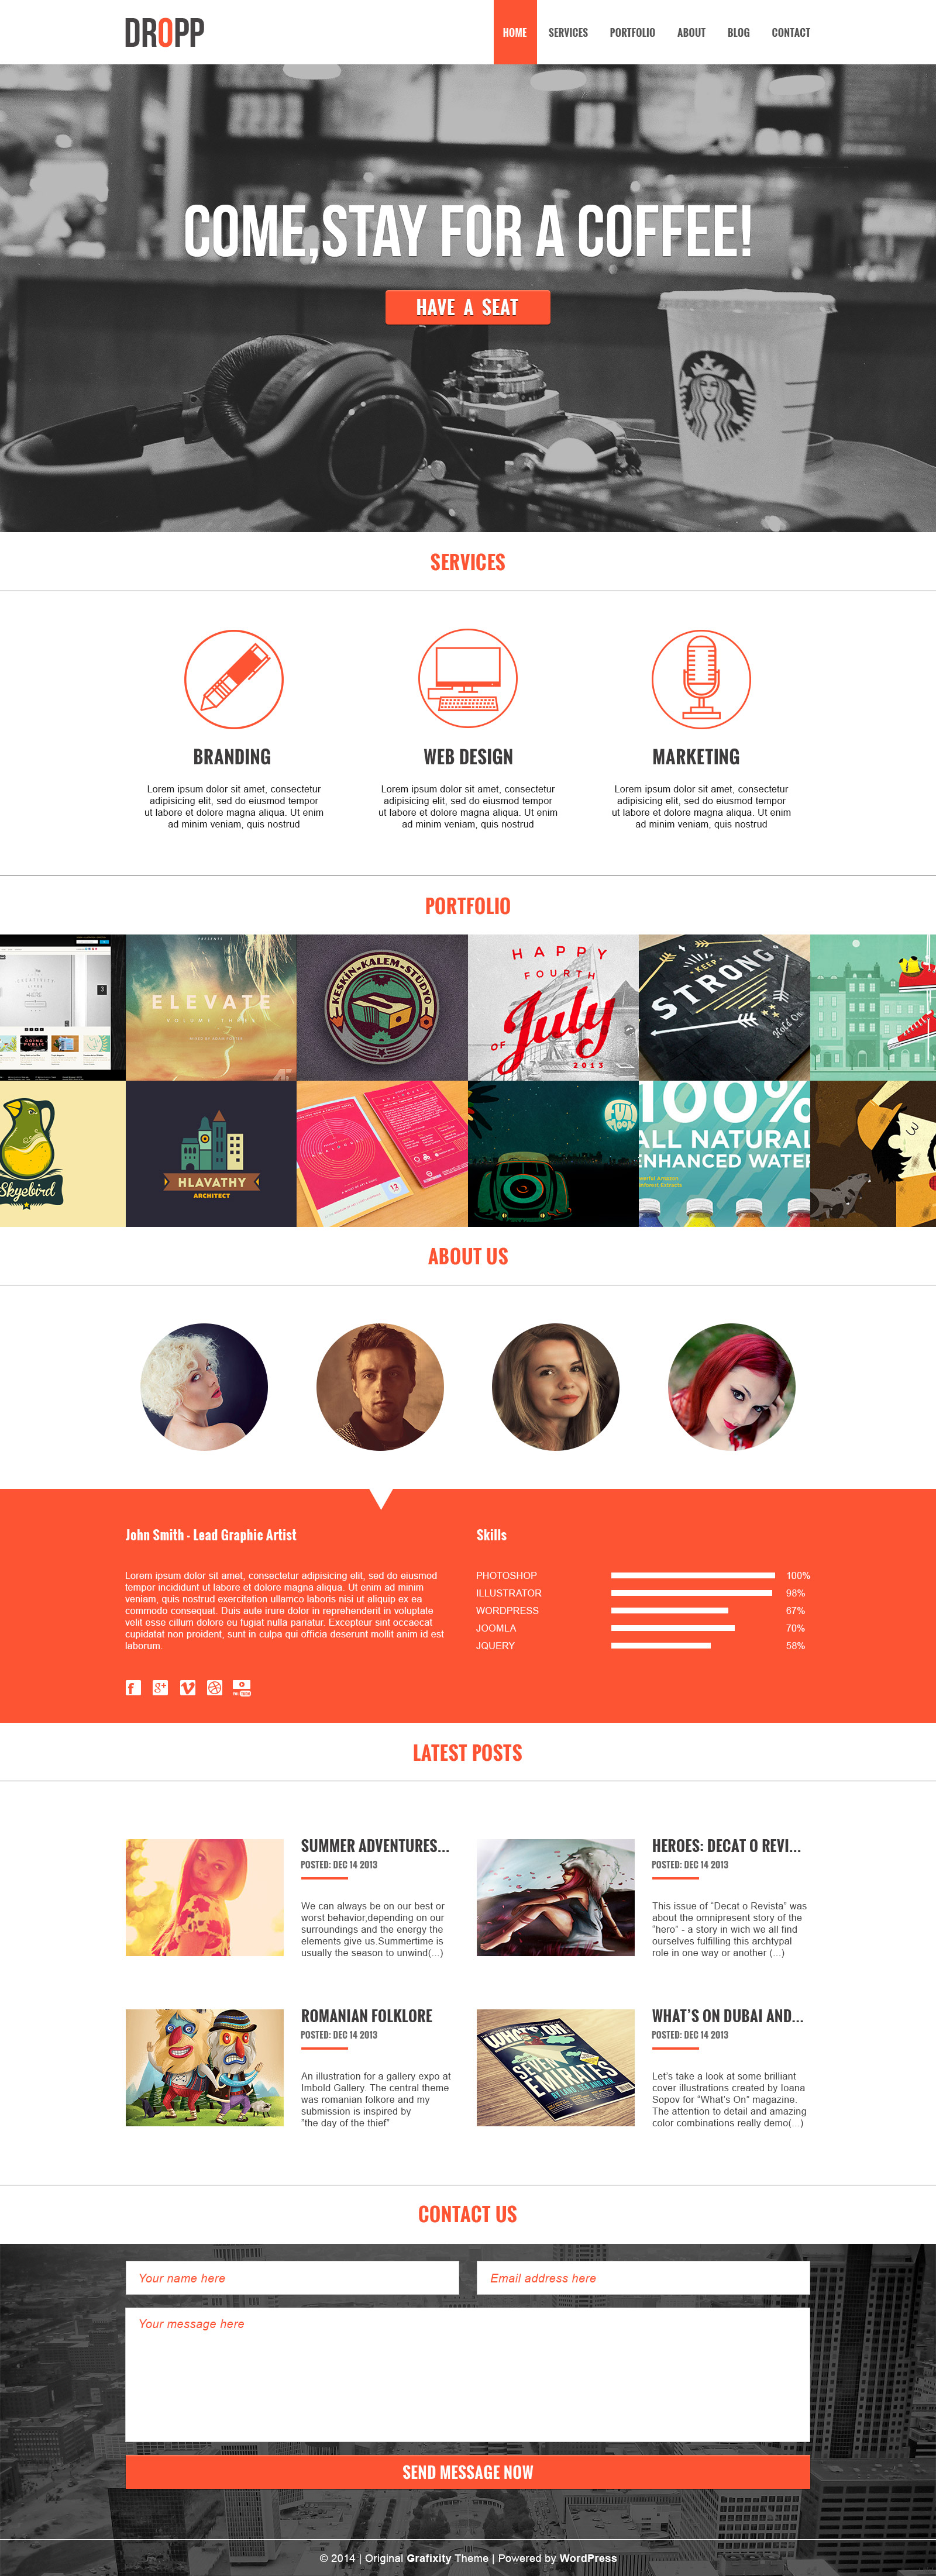 DROPP
HOME SERVICES PORTFOLIO ABOUT BLOG CONTACT
COME,STAY FOR A COFFEE!
HAVE A SEAT
SERVICES
BRANDING
Lorem ipsum dolor sit amet, consectetur
adipisicing elit, sed do eiusmod tempor
ut labore et dolore magna aliqua. Ut enim
ad minim veniam, quis nostrud
WEB DESIGN
Lorem ipsum dolor sit amet, consectetur
adipisicing elit, sed do eiusmod tempor
ut labore et dolore magna aliqua. Ut enim
ad minim veniam, quis nostrud
MARKETING
Lorem ipsum dolor sit amet, consectetur
adipisicing elit, sed do eiusmod tempor
ut labore et dolore magna aliqua. Ut enim
ad minim veniam, quis nostrud
PORTFOLIO
PRESENTS
ELEVATE
VOLUME THREE
KESKIN-KALEM-STUDYO
HAPPY
FOURTH
OF July
2013
KEEP
STRONG
Hold On
Skyebird
HLAVATHY
ARCHITECT
FUN
MOON
100%
ALL NATURAL
ENHANCED WATER
ABOUT US
John Smith - Lead Graphic Artist
Lorem ipsum dolor sit amet, consectetur adipisicing elit, sed do eiusmod
tempor incididunt ut labore et dolore magna aliqua. Ut enim ad minim
veniam, quis nostrud exercitation ullamco laboris nisi ut aliquip ex ea
commodo consequat. Duis aute irure dolor in reprehenderit in voluptate
velit esse cillum dolore eu fugiat nulla pariatur. Excepteur sint occaecat
cupidatat non proident, sunt in culpa qui officia deserunt mollit anim id est
laborum.
Skills
PHOTOSHOP 100%
ILLUSTRATOR 98%
WORDPRESS 67%
JOOMLA 70%
JQUERY 58%
LATEST POSTS
SUMMER ADVENTURES...
POSTED: DEC 14 2013
We can always be on our best or
worst behavior,depending on our
surroundings and the energy the
elements give us.Summertime is
usually the season to unwind(...)
HEROES: DECAT O REVI...
POSTED: DEC 14 2013
This issue of "Decat o Revista" was
about the omnipresent story of the
"hero" - a story in wich we all find
ourselves fulfilling this archtypal
role in one way or another (...)
ROMANIAN FOLKLORE
POSTED: DEC 14 2013
An illustration for a gallery expo at
Imbold Gallery. The central theme
was romanian folkore and my
submission is inspired by
"the day of the thief"
WHAT'S ON!
SEVEN
EMIRATES
BY LAND, SEA AND AIR
WHAT'S ON DUBAI AND...
POSTED: DEC 14 2013
Let's take a look at some brilliant
cover illustrations created by Ioana
Sopov for "What's On" magazine.
The attention to detail and amazing
color combinations really demo(...)
CONTACT US
Your name here
Email address here
Your message here
SEND MESSAGE NOW
© 2014 | Original Grafixity Theme | Powered by WordPress